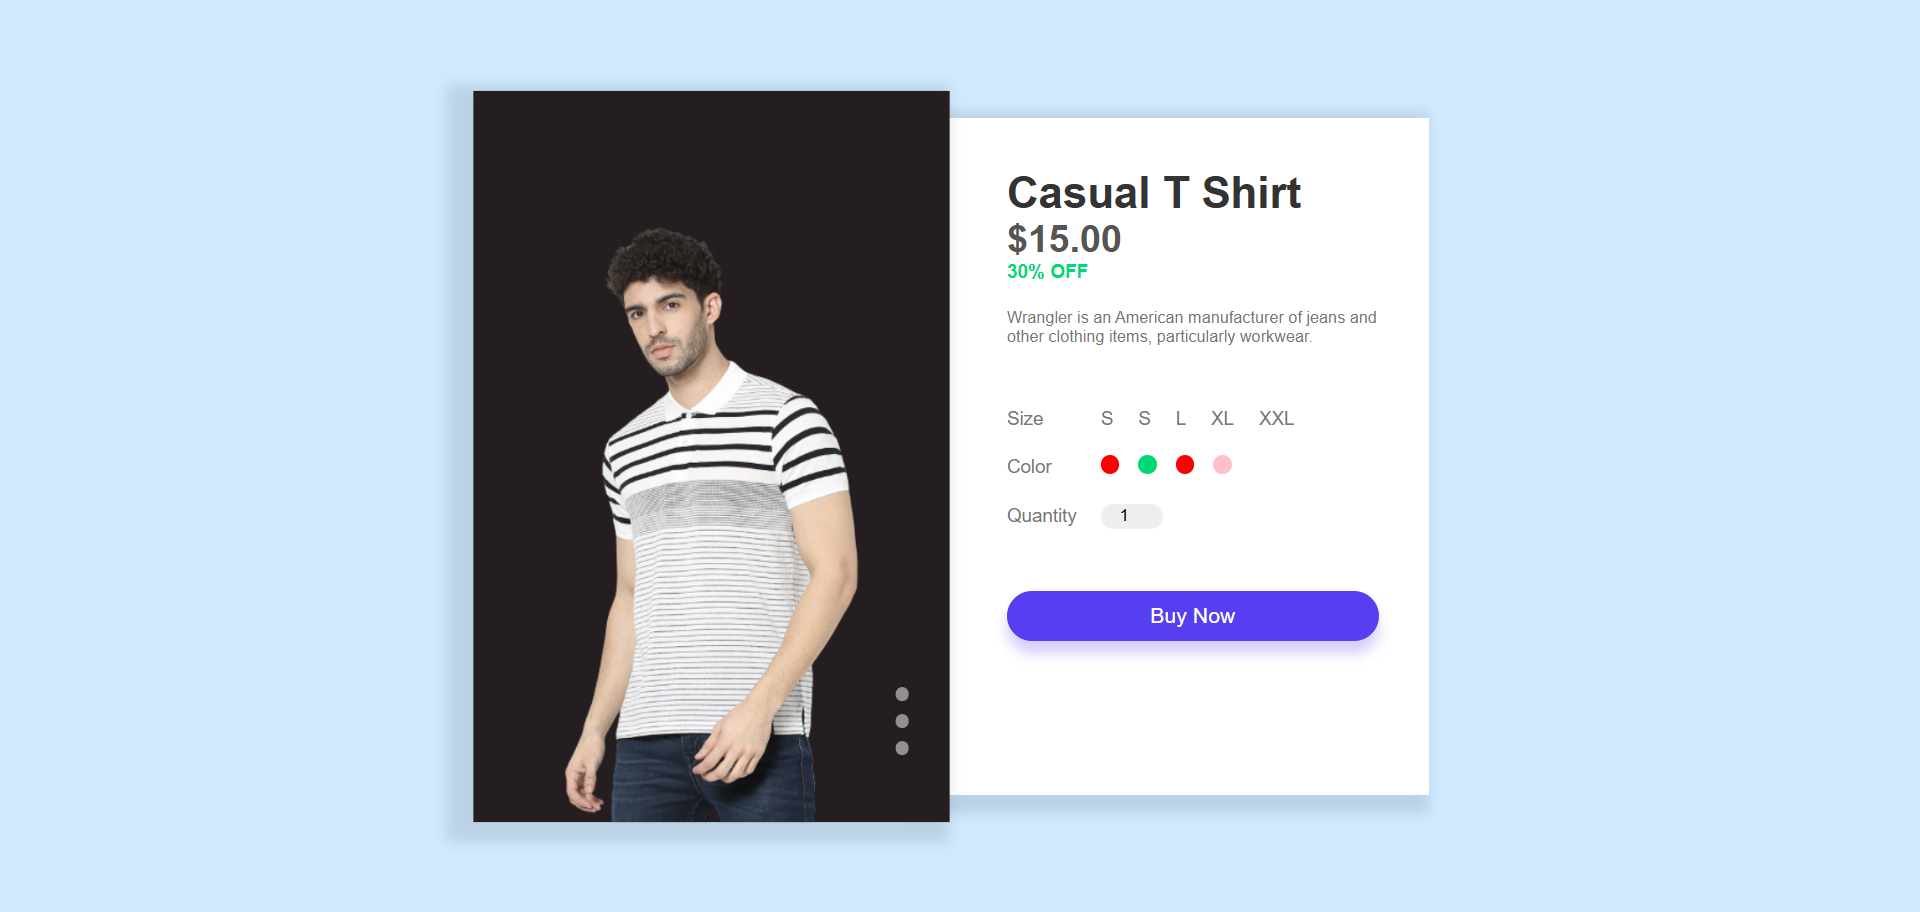 Casual T Shirt
$15.00
30% OFF
Wrangler is an American manufacturer of jeans and
other clothing items, particularly workwear.
Size S S L XL XXL
Color
Quantity 1
Buy Now